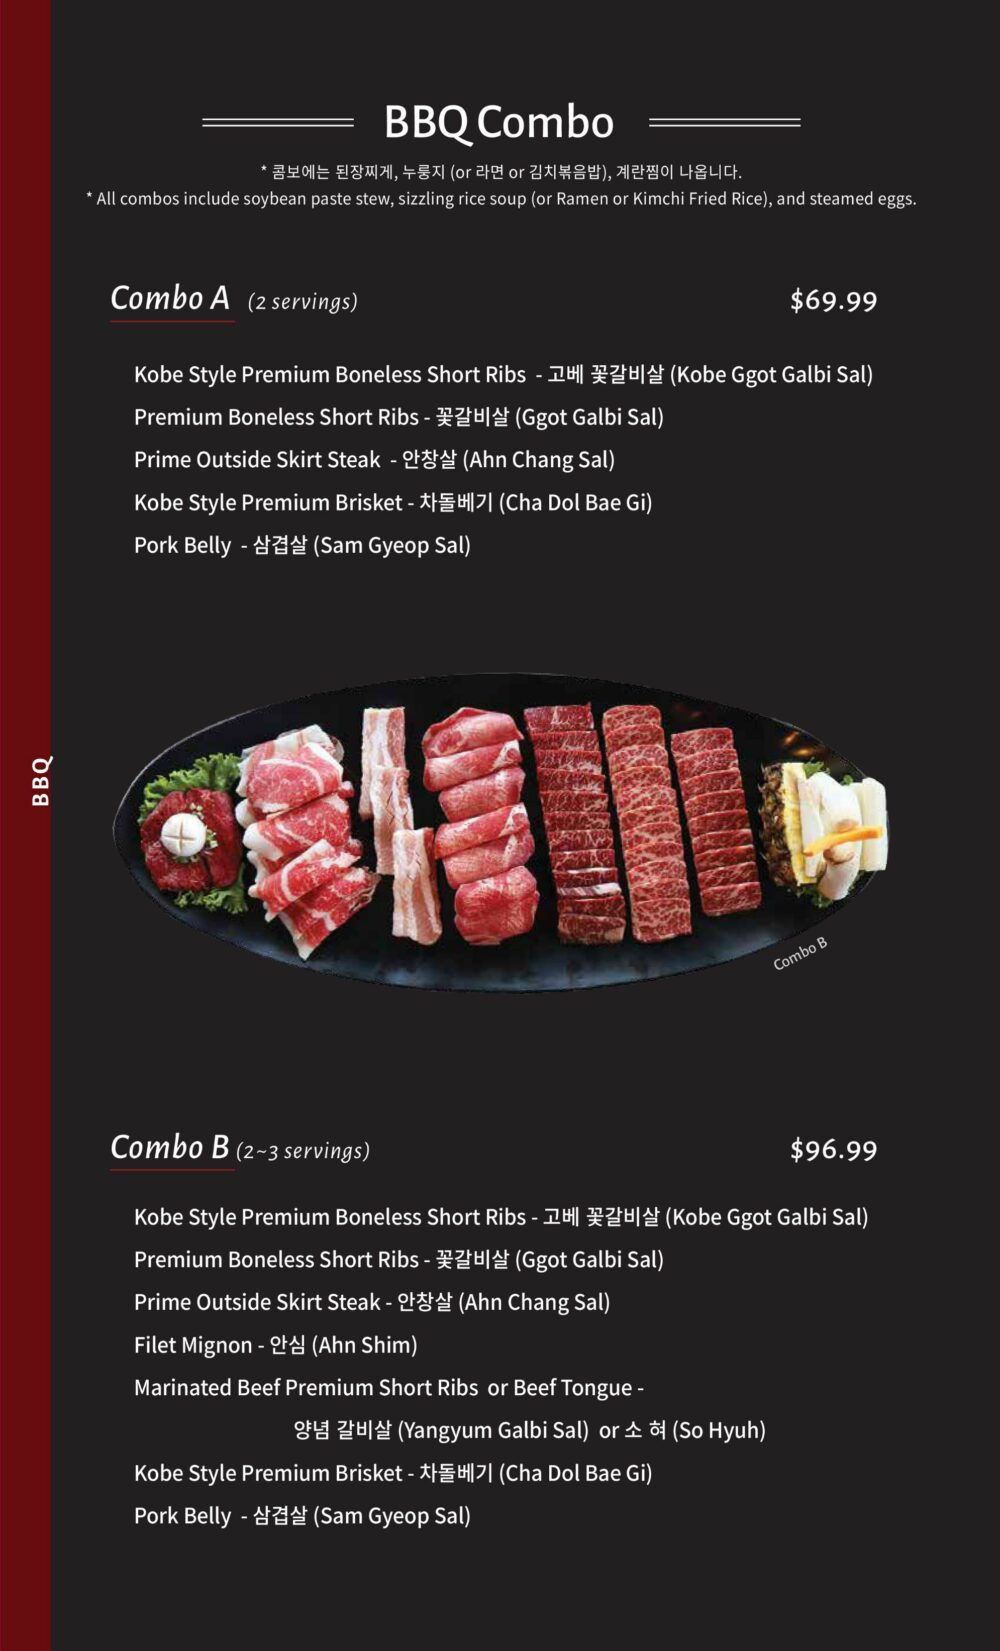 BBQ Combo
* 콤보에는 된장찌게, 누룽지 (or 라면 or 김치볶음밥), 계란찜이 나옵니다.
* All combos include soybean paste stew, sizzling rice soup (or Ramen or Kimchi Fried Rice), and steamed eggs.
Combo A (2 servings) $69.99
Kobe Style Premium Boneless Short Ribs - 고베 꽃갈비살 (Kobe Ggot Galbi Sal)
Premium Boneless Short Ribs - 꽃갈비살 (Ggot Galbi Sal)
Prime Outside Skirt Steak - 안창살 (Ahn Chang Sal)
Kobe Style Premium Brisket - 차돌베기 (Cha Dol Bae Gi)
Pork Belly - 삼겹살 (Sam Gyeop Sal)
BBQ
Combo B
Combo B (2~3 servings) $96.99
Kobe Style Premium Boneless Short Ribs - 고베 꽃갈비살 (Kobe Ggot Galbi Sal)
Premium Boneless Short Ribs - 꽃갈비살 (Ggot Galbi Sal)
Prime Outside Skirt Steak - 안창살 (Ahn Chang Sal)
Filet Mignon - 안심 (Ahn Shim)
Marinated Beef Premium Short Ribs or Beef Tongue -
양념 갈비살 (Yangyum Galbi Sal) or 소 혀 (So Hyuh)
Kobe Style Premium Brisket - 차돌베기 (Cha Dol Bae Gi)
Pork Belly - 삼겹살 (Sam Gyeop Sal)